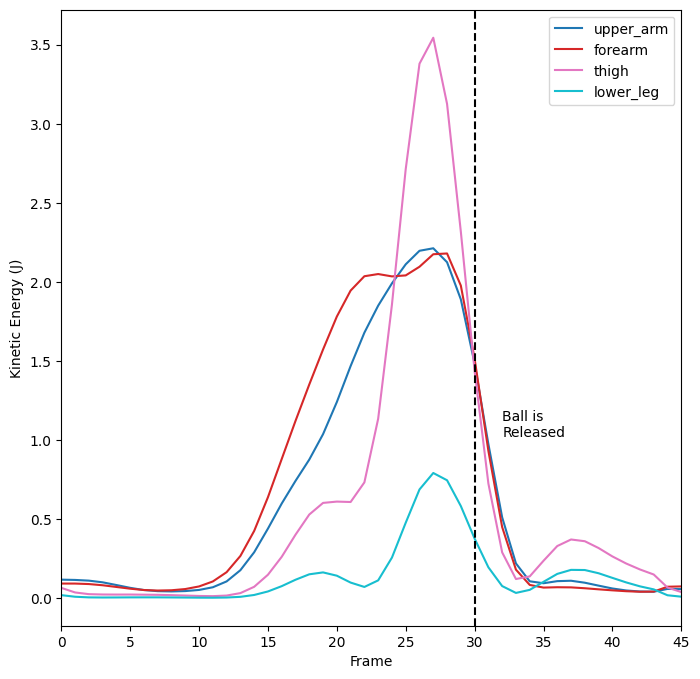 upper_arm
forearm
thigh
lower_leg
3.5
3.0
2.5
2.0
1.5
1.0
0.5
0.0
Kinetic Energy (J)
Ball is
Released
0 5 10 15 20 25 30 35 40 45
Frame